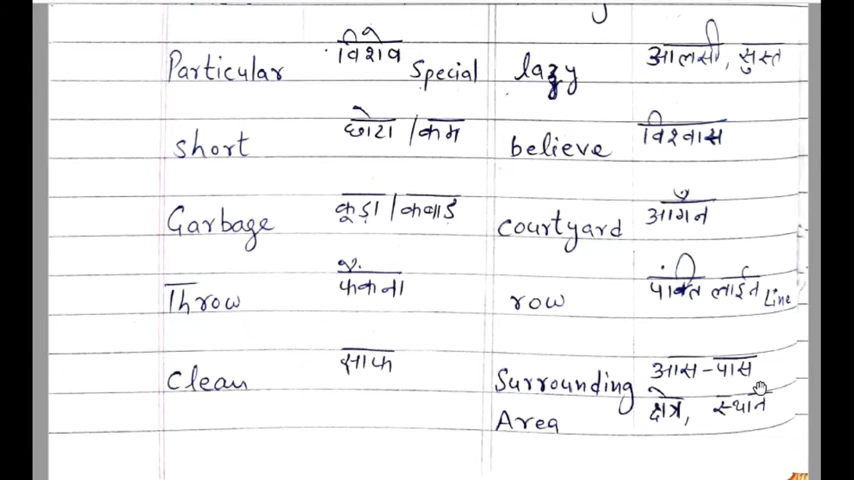 Particular विशेष Special lazy आलसी, सुस्त
short छोटा / कम believe विश्वास
Garbage कूड़ा / कबाड courtyard आँगन
Throw फेंकना row पंक्ति लाईन Line
Clean साफ Surrounding आस-पास
Area क्षेत्र, स्थान